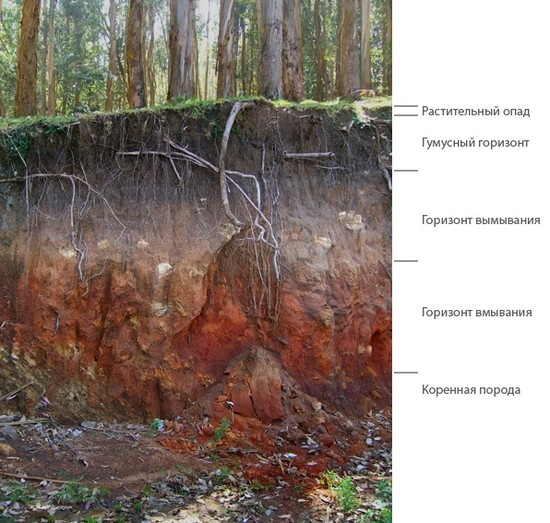 Растительный опад
Гумусный горизонт
Горизонт вымывания
Горизонт вмывания
Коренная порода